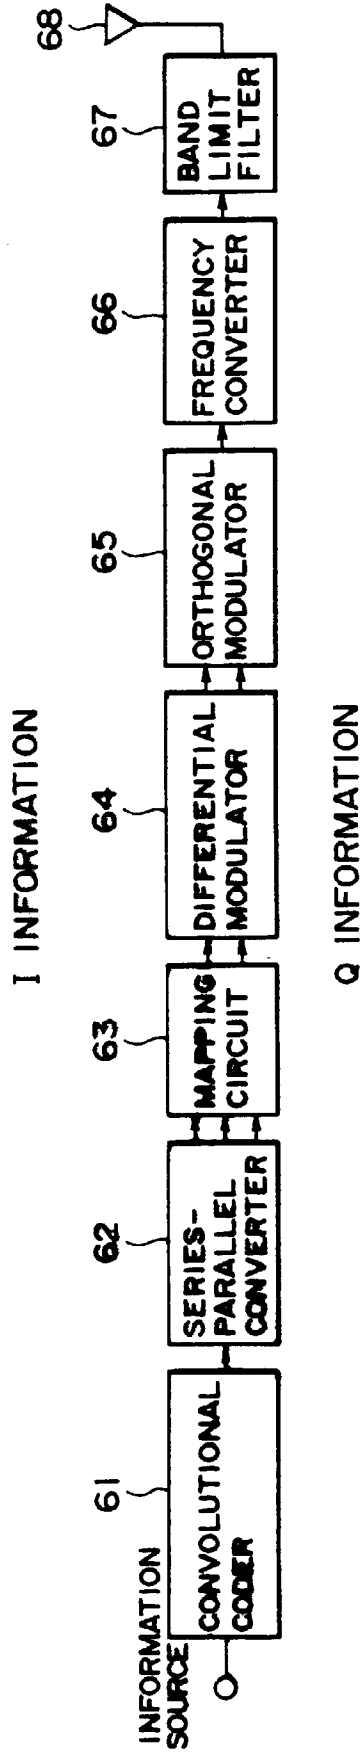 I INFORMATION
INFORMATION
SOURCE
61
CONVOLUTIONAL
CODER
62
SERIES-
PARALLEL
CONVERTER
63
MAPPING
CIRCUIT
64
DIFFERENTIAL
MODULATOR
65
ORTHOGONAL
MODULATOR
66
FREQUENCY
CONVERTER
67
BAND
LIMIT
FILTER
68
Q INFORMATION